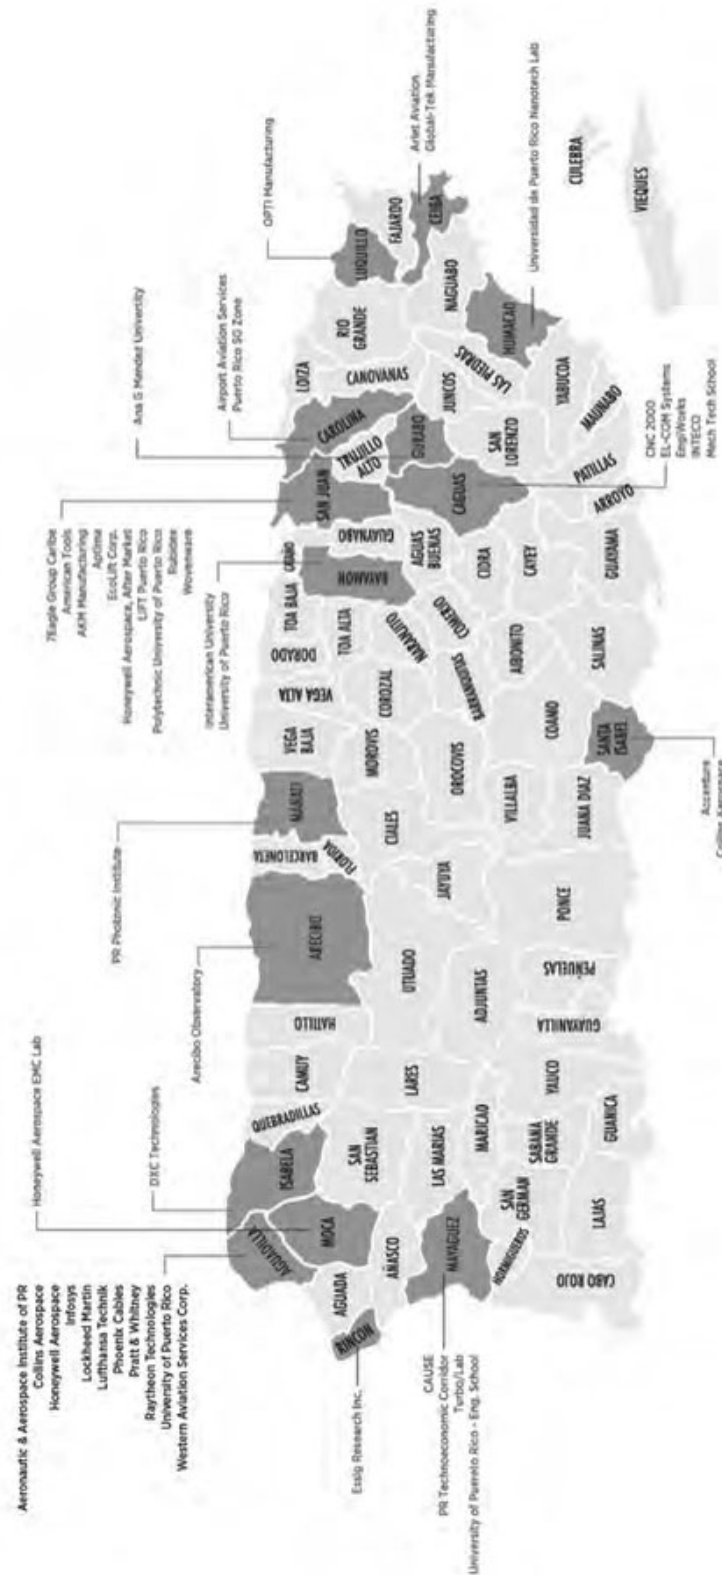 Aeronautic & Aerospace Institute of PR
Collins Aerospace
Honeywell Aerospace
Infosys
Lockheed Martin
Lufthansa Technik
Phoenix Cables
Pratt & Whitney
Raytheon Technologies
University of Puerto Rico
Western Aviation Services Corp.
DXC Technologies
Honeywell Aerospace EMC Lab
Arecibo Observatory
PR Photonic Institute
7Eagle Group Caribe
American Tools
AKM Manufacturing
Aptima
EcoLift Corp.
Honeywell Aerospace, After Market
LIFT Puerto Rico
Polytechnic University of Puerto Rico
Rubistee
Wovenware
Interamerican University
University of Puerto Rico
Ana G Mendez University
Airport Aviation Services
Puerto Rico SG Zone
OPTI Manufacturing
Arlet Aviation
Global-Tek Manufacturing
Universidad de Puerto Rico Nanotech Lab
CNC 2000
EL-COM Systems
EmpiWorks
INTECO
Mech Tech School
Accenture
Collins Aerospace
Essig Research Inc.
CAUSE
PR Technoeconomic Corridor
Turbo/Lab
University of Puereto Rico - Eng. School
AGUADILLA
ISABELA
QUEBRADILLAS
CAMUY
HATILLO
ARECIBO
BARCELONETA
FLORIDA
MANATI
VEGA
BAJA
VEGA ALTA
DORADO
TOA BAJA
TOA ALTA
CATAÑO
BAYAMON
GUAYNABO
SAN JUAN
TRUJILLO
ALTO
CAROLINA
LOIZA
CANOVANAS
RIO
GRANDE
LUQUILLO
FAJARDO
CEIBA
NAGUABO
HUMACAO
LAS PIEDRAS
JUNCOS
GURABO
CAGUAS
SAN
LORENZO
YABUCOA
MAUNABO
PATILLAS
ARROYO
GUAYAMA
CAYEY
CIDRA
AGUAS
BUENAS
COMERIO
NARANJITO
COROZAL
BARRANQUITAS
AIBONITO
SALINAS
COAMO
SANTA
ISABEL
JUANA DIAZ
VILLALBA
OROCOVIS
MOROVIS
CIALES
JAYUYA
PONCE
PEÑUELAS
ADJUNTAS
UTUADO
GUAYANILLA
YAUCO
LARES
MARICAO
LAS MARIAS
SAN
SEBASTIAN
MOCA
AGUADA
RINCON
AÑASCO
MAYAGUEZ
HORMIGUEROS
SAN
GERMAN
SABANA
GRANDE
GUANICA
LAJAS
CABO ROJO
CULEBRA
VIEQUES